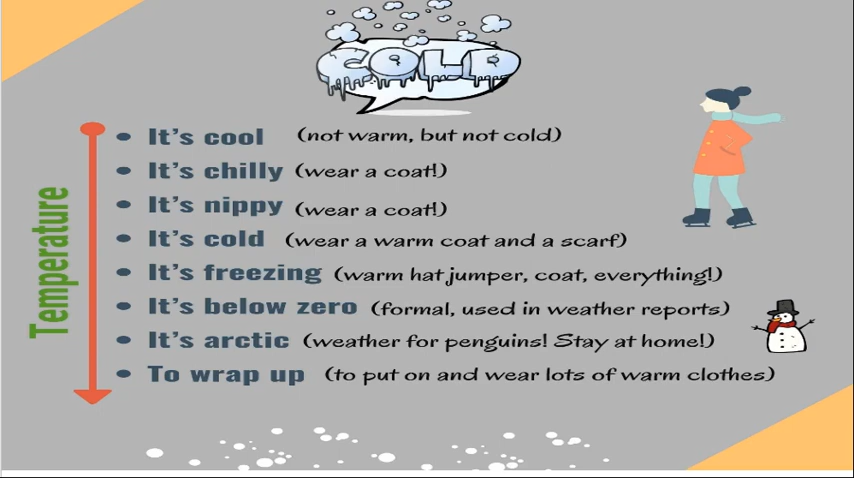 COLD
It's cool (not warm, but not cold)
It's chilly (wear a coat!)
It's nippy (wear a coat!)
It's cold (wear a warm coat and a scarf)
It's freezing (warm hat jumper, coat, everything!)
It's below zero (formal, used in weather reports)
It's arctic (weather for penguins! Stay at home!)
To wrap up (to put on and wear lots of warm clothes)
Temperature